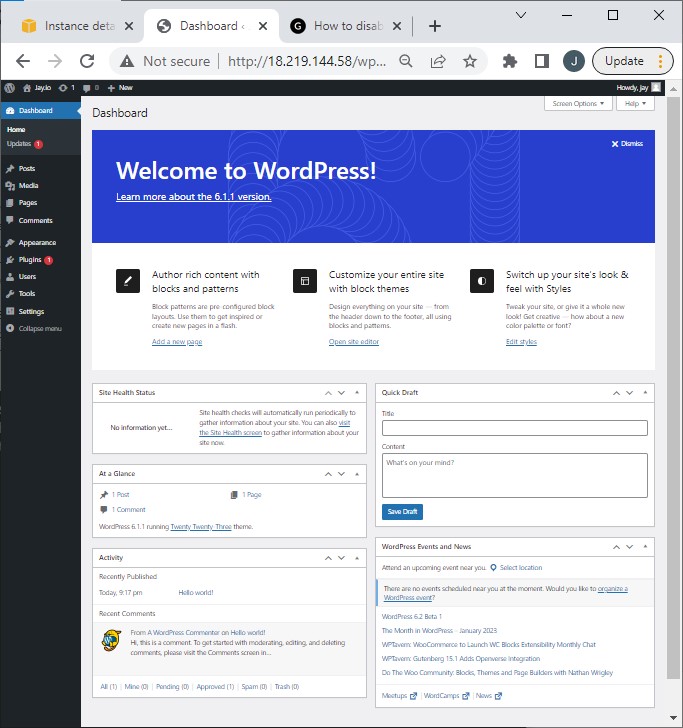 Instance deta
Dashboard ‹
How to disab
Not secure
http://18.219.144.58/wp...
J
Update
Jay.lo
1
0
New
Howdy, jay
Dashboard
Home
Updates 1
Posts
Media
Pages
Comments
Appearance
Plugins 1
Users
Tools
Settings
Collapse menu
Dashboard
Screen Options
Help
Welcome to WordPress!
Learn more about the 6.1.1 version.
Dismiss
Author rich content with
blocks and patterns
Block patterns are pre-configured block
layouts. Use them to get inspired or
create new pages in a flash.
Add a new page
Customize your entire site
with block themes
Design everything on your site — from
the header down to the footer, all using
blocks and patterns.
Open site editor
Switch up your site's look &
feel with Styles
Tweak your site, or give it a whole new
look! Get creative — how about a new
color palette or font?
Edit styles
Site Health Status
No information yet...
Site health checks will automatically run periodically to
gather information about your site. You can also visit
the Site Health screen to gather information about your
site now.
At a Glance
1 Post
1 Page
1 Comment
WordPress 6.1.1 running Twenty Twenty-Three theme.
Activity
Recently Published
Today, 9:17 pm
Hello world!
Recent Comments
From A WordPress Commenter on Hello world!
Hi, this is a comment. To get started with moderating, editing, and deleting
comments, please visit the Comments screen in...
All (1) | Mine (0) | Pending (0) | Approved (1) | Spam (0) | Trash (0)
Quick Draft
Title
Content
What's on your mind?
Save Draft
WordPress Events and News
Attend an upcoming event near you.
Select location
There are no events scheduled near you at the moment. Would you like to organize a
WordPress event?
WordPress 6.2 Beta 1
The Month in WordPress - January 2023
WPTavern: WooCommerce to Launch WC Blocks Extensibility Monthly Chat
WPTavern: Gutenberg 15.1 Adds Openverse Integration
Do The Woo Community: Blocks, Themes and Page Builders with Nathan Wrigley
Meetups | WordCamps | News